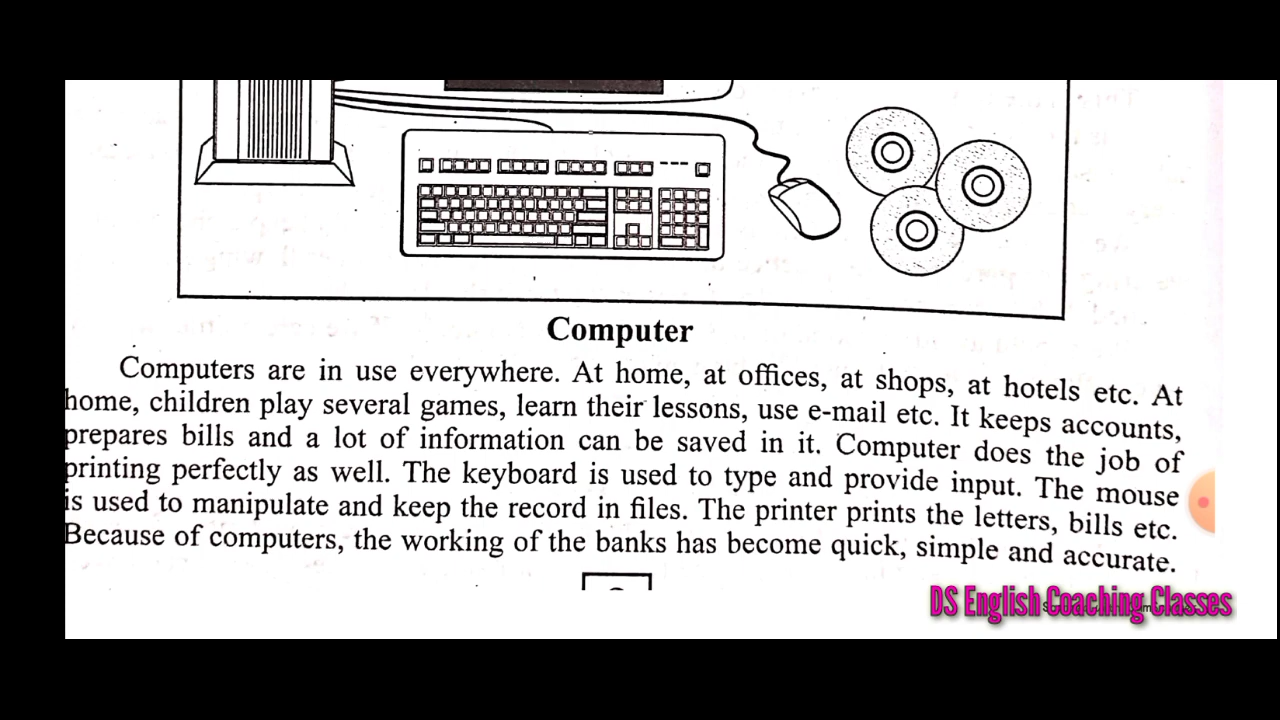 Computer
Computers are in use everywhere. At home, at offices, at shops, at hotels etc. At
home, children play several games, learn their lessons, use e-mail etc. It keeps accounts,
prepares bills and a lot of information can be saved in it. Computer does the job of
printing perfectly as well. The keyboard is used to type and provide input. The mouse
is used to manipulate and keep the record in files. The printer prints the letters, bills etc.
Because of computers, the working of the banks has become quick, simple and accurate.
DS English Coaching Classes